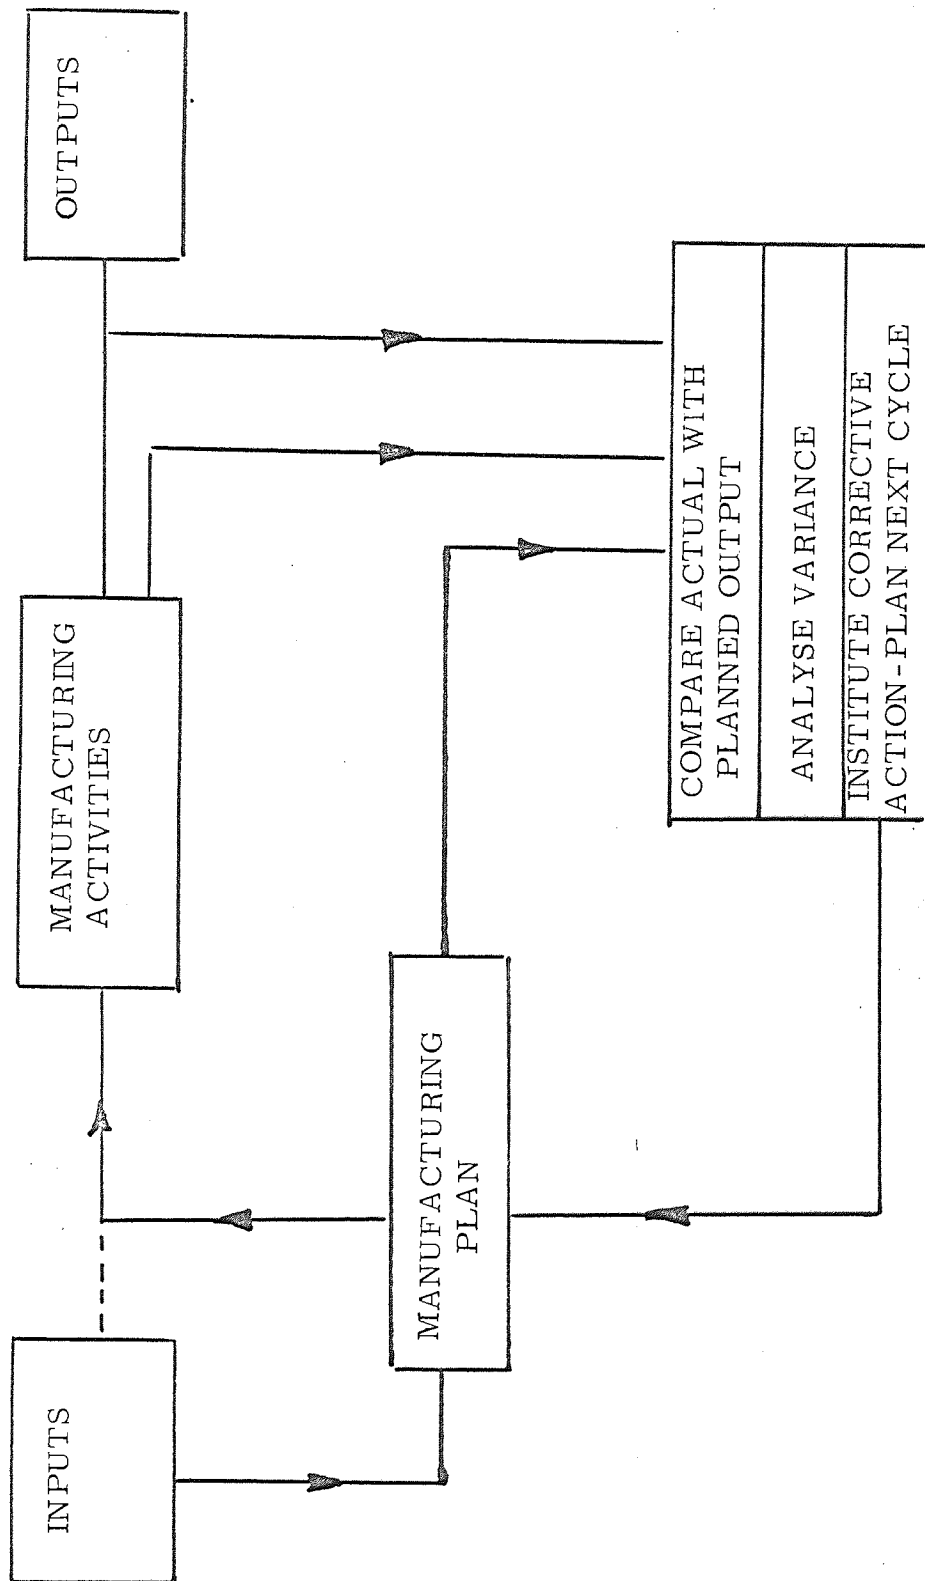 INPUTS
MANUFACTURING
ACTIVITIES
OUTPUTS
MANUFACTURING
PLAN
COMPARE ACTUAL WITH
PLANNED OUTPUT
ANALYSE VARIANCE
INSTITUTE CORRECTIVE
ACTION-PLAN NEXT CYCLE